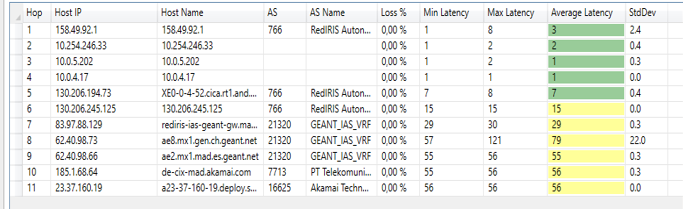 Hop Host IP Host Name AS AS Name Loss % Min Latency Max Latency Average Latency StdDev
1 158.49.92.1 158.49.92.1 766 RedIRIS Auton... 0,00 % 1 8 3 2.4
2 10.254.246.33 10.254.246.33 0,00 % 1 2 2 0.4
3 10.0.5.202 10.0.5.202 0,00 % 1 2 1 0.3
4 10.0.4.17 10.0.4.17 0,00 % 1 1 1 0.0
5 130.206.194.73 XE0-0-4-52.cica.rt1.and.... 766 RedIRIS Auton... 0,00 % 7 8 7 0.4
6 130.206.245.125 130.206.245.125 766 RedIRIS Auton... 0,00 % 15 15 15 0.0
7 83.97.88.129 rediris-ias-geant-gw.ma... 21320 GEANT_IAS_VRF 0,00 % 29 30 29 0.3
8 62.40.98.73 ae8.mx1.gen.ch.geant.net 21320 GEANT_IAS_VRF 0,00 % 57 121 79 22.0
9 62.40.98.66 ae2.mx1.mad.es.geant.net 21320 GEANT_IAS_VRF 0,00 % 55 56 55 0.3
10 185.1.68.64 de-cix-mad.akamai.com 7713 PT Telekomuni... 0,00 % 55 56 56 0.3
11 23.37.160.19 a23-37-160-19.deploy.s... 16625 Akamai Techn... 0,00 % 56 56 56 0.0